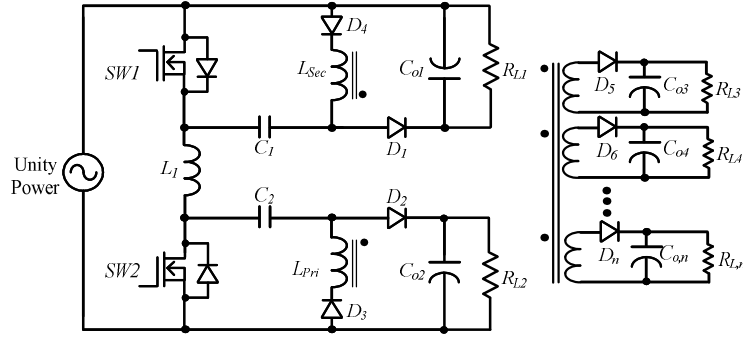 SW1
D4
LSec
Co1
RL1
C1
D1
Unity
Power
L1
C2
D2
SW2
LPri
Co2
RL2
D3
D5
Co3
RL3
D6
Co4
RL4
Dn
Co,n
RL,n